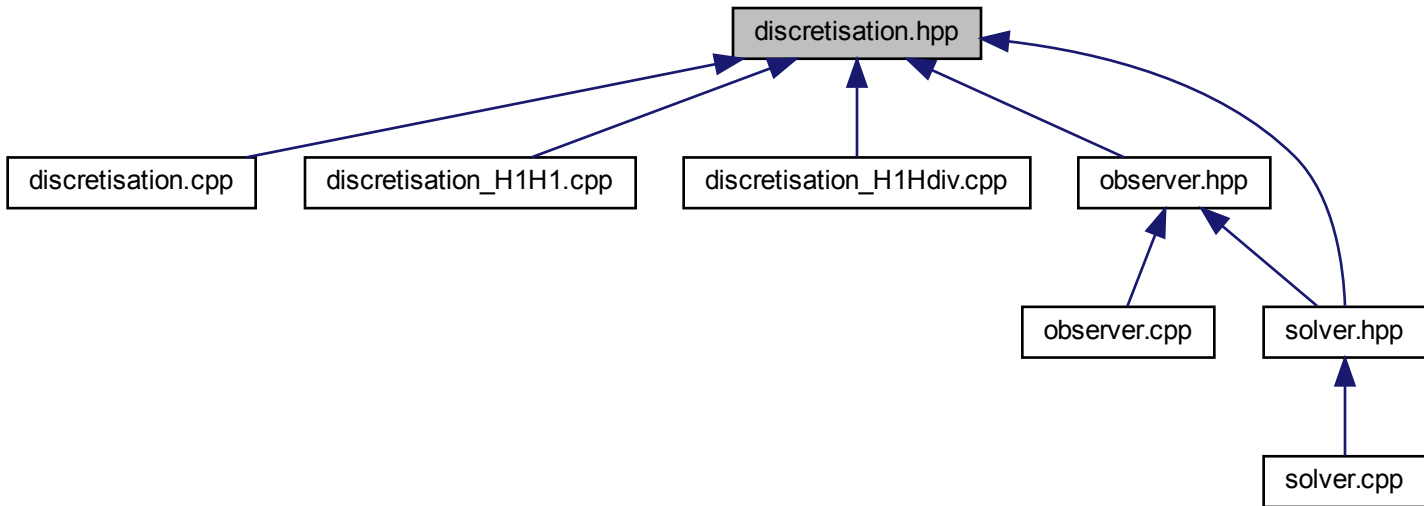 discretisation.hpp
discretisation.cpp
discretisation_H1H1.cpp
discretisation_H1Hdiv.cpp
observer.hpp
observer.cpp
solver.hpp
solver.cpp